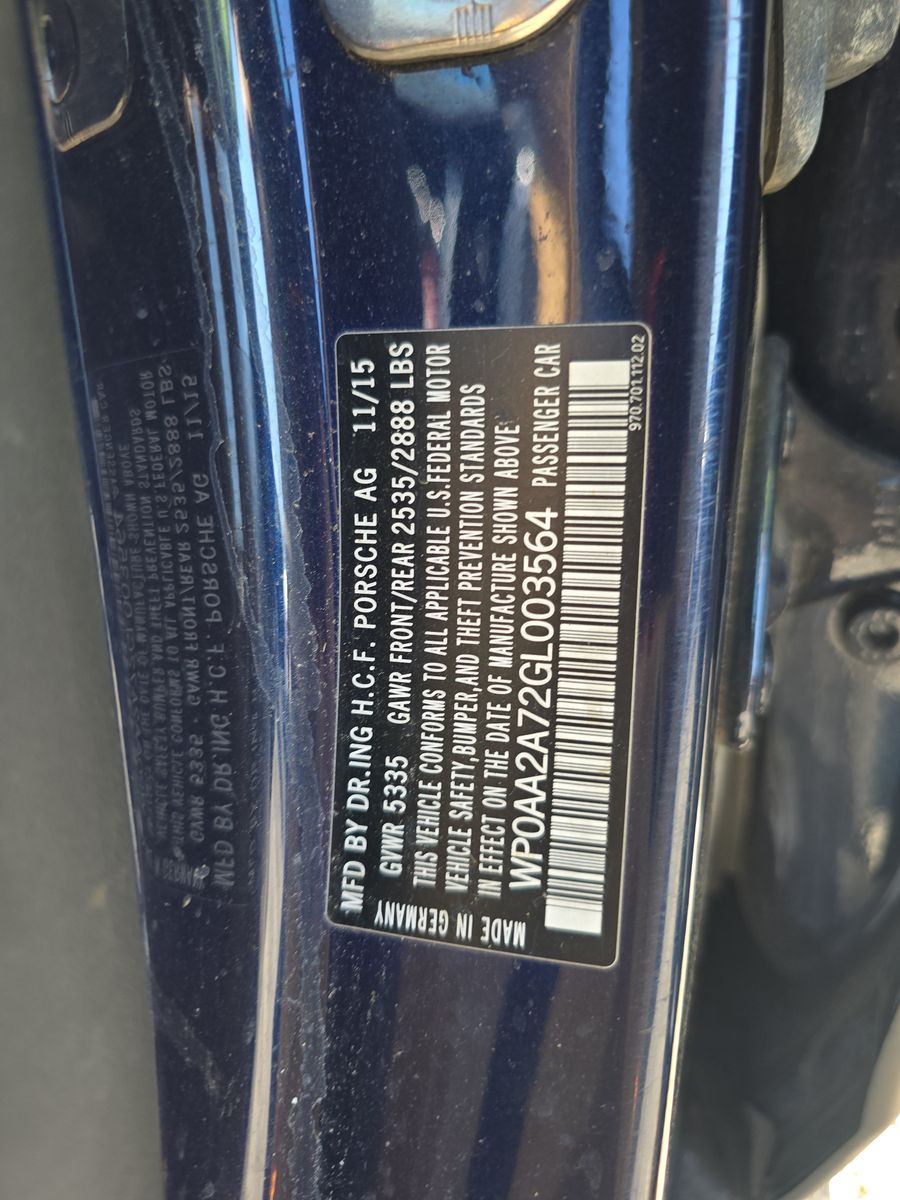 MFD BY DR.ING H.C.F. PORSCHE AG 11/15
GVWR 5335 GAWR FRONT/REAR 2535/2888 LBS
THIS VEHICLE CONFORMS TO ALL APPLICABLE U.S.FEDERAL MOTOR
VEHICLE SAFETY,BUMPER,AND THEFT PREVENTION STANDARDS
IN EFFECT ON THE DATE OF MANUFACTURE SHOWN ABOVE
WP0AA2A72GL003564 PASSENGER CAR
MADE IN GERMANY
970.701.112.02